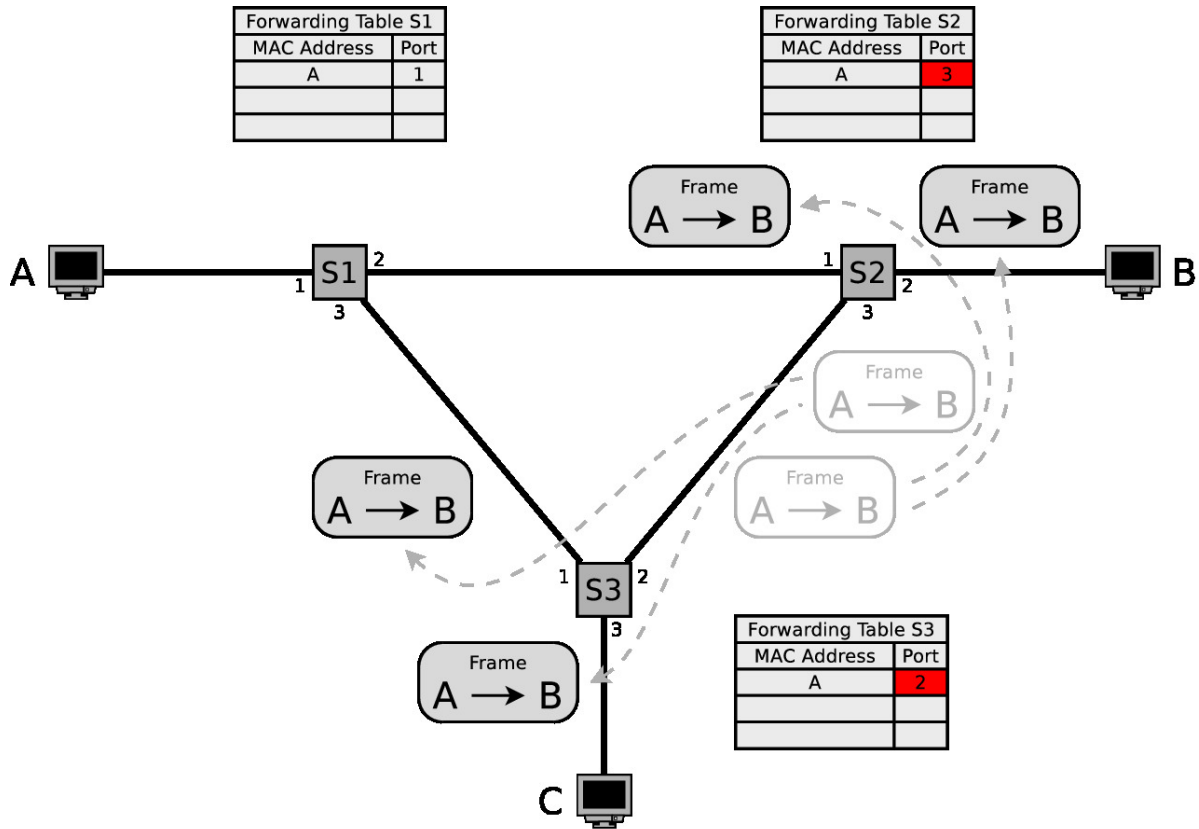 Forwarding Table S1
MAC Address Port
A 1
Forwarding Table S2
MAC Address Port
A 3
Frame
A B
Frame
A B
A
1
S1
2
3
1
S2
2
3
B
Frame
A B
Frame
A B
Frame
A B
1
S3
2
3
Frame
A B
Forwarding Table S3
MAC Address Port
A 2
C